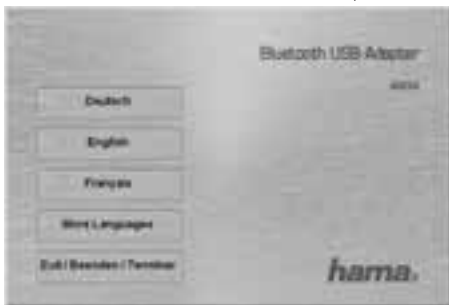 Bluetooth USB Adapter
Deutsch
English
Français
More Languages
Exit / Beenden / Terminer
hama.